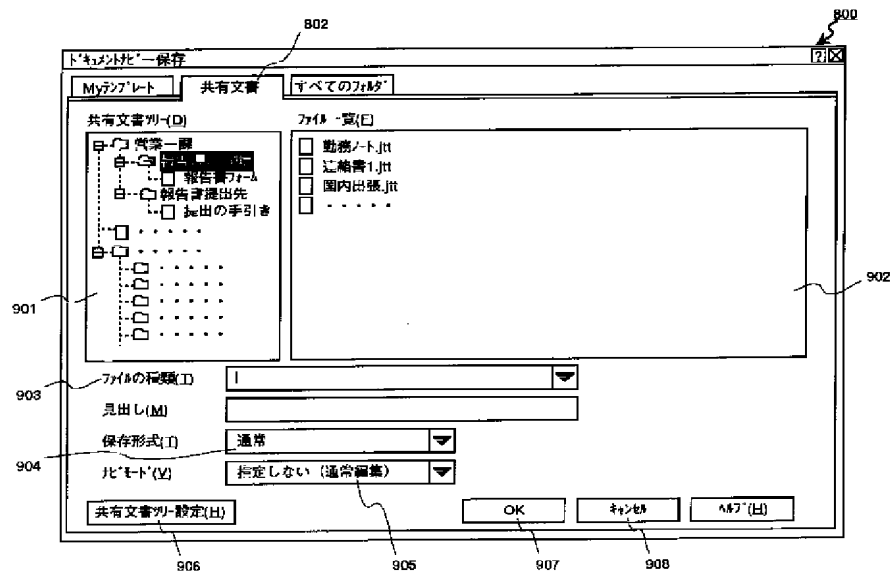 802
800
ﾄﾞｷｭﾒﾝﾄﾅﾋﾞー保存
Myﾃﾝﾌﾟﾚｰﾄ
共有文書
すべてのﾌｫﾙﾀﾞ
共有文書ﾂﾘｰ(D)
ﾌｧｲﾙ一覧(F)
営業一課
報告書ﾌｫｰﾑ
報告書提出先
提出の手引き
・・・・・
・・・・・
・・・・・
・・・・・
・・・・・
・・・・・
・・・・・
勤務ﾉｰﾄ.jtt
連絡書1.jtt
国内出張.jtt
・・・・・
901
902
903
ﾌｧｲﾙの種類(T)
見出し(M)
904
保存形式(T)
通常
ﾅﾋﾞﾓｰﾄﾞ(V)
指定しない (通常編集)
共有文書ﾂﾘｰ設定(H)
OK
ｷｬﾝｾﾙ
ﾍﾙﾌﾟ(H)
906
905
907
908